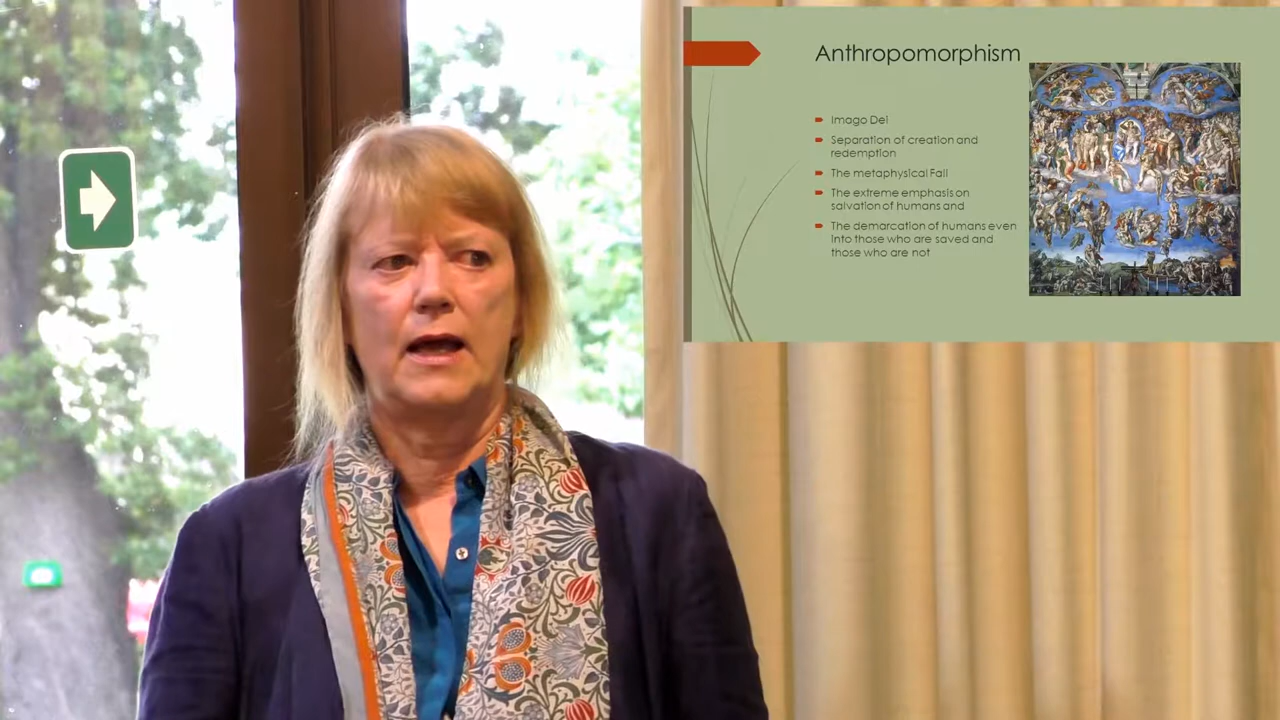 Anthropomorphism
Imago Dei
Separation of creation and
redemption
The metaphysical Fall
The extreme emphasis on
salvation of humans and
The demarcation of humans even
into those who are saved and
those who are not